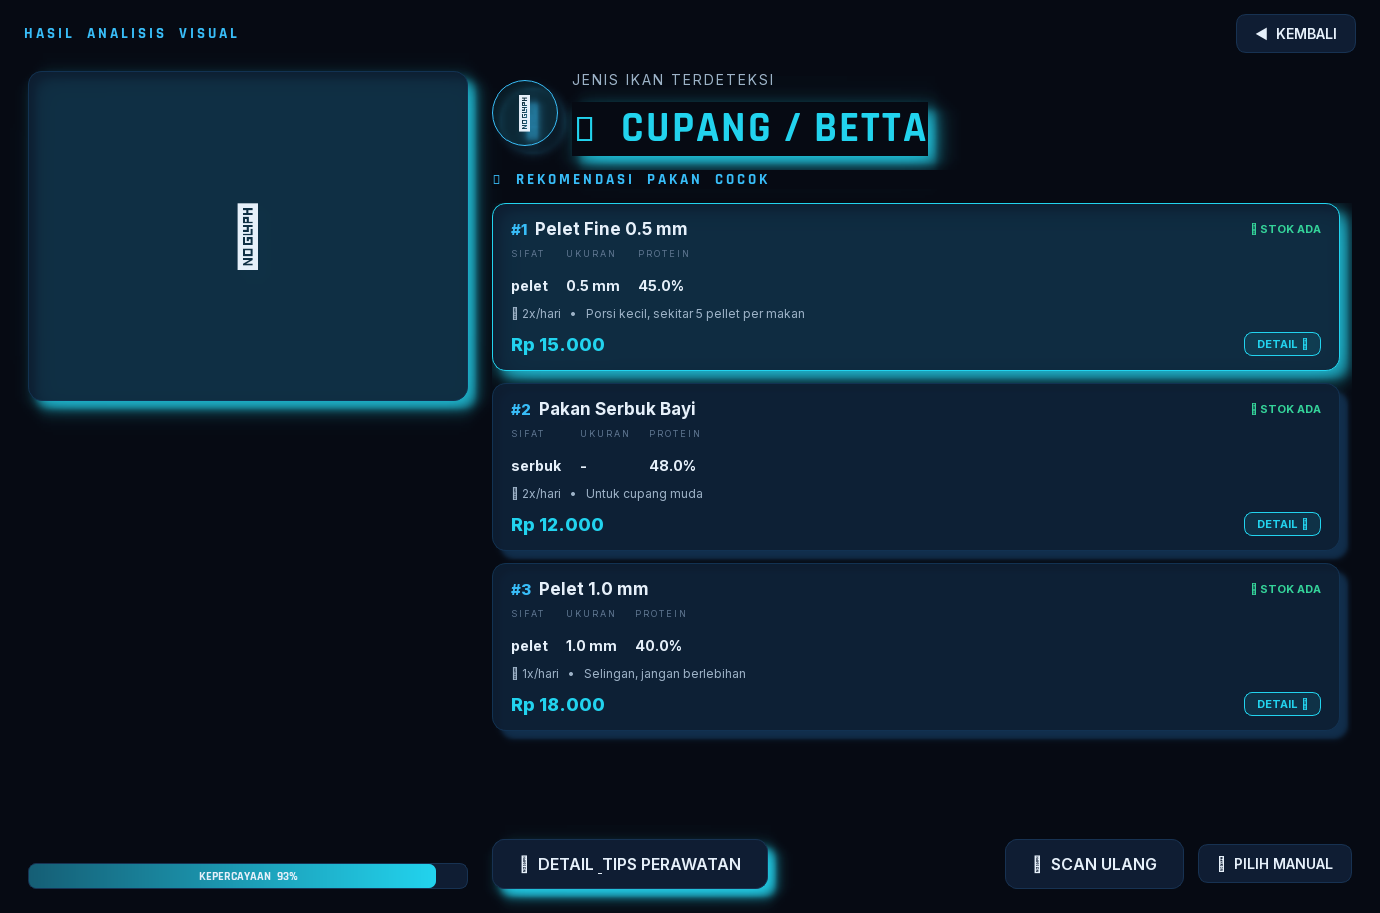 HASIL ANALISIS VISUAL
◀ KEMBALI
NO GLYPH
NO GLYPH
JENIS IKAN TERDETEKSI
CUPANG / BETTA
REKOMENDASI PAKAN COCOK
#1 Pelet Fine 0.5 mm
STOK ADA
SIFAT UKURAN PROTEIN
pelet 0.5 mm 45.0%
2x/hari • Porsi kecil, sekitar 5 pellet per makan
Rp 15.000
DETAIL
#2 Pakan Serbuk Bayi
STOK ADA
SIFAT UKURAN PROTEIN
serbuk - 48.0%
2x/hari • Untuk cupang muda
Rp 12.000
DETAIL
#3 Pelet 1.0 mm
STOK ADA
SIFAT UKURAN PROTEIN
pelet 1.0 mm 40.0%
1x/hari • Selingan, jangan berlebihan
Rp 18.000
DETAIL
KEPERCAYAAN 93%
DETAIL _TIPS PERAWATAN
SCAN ULANG
PILIH MANUAL